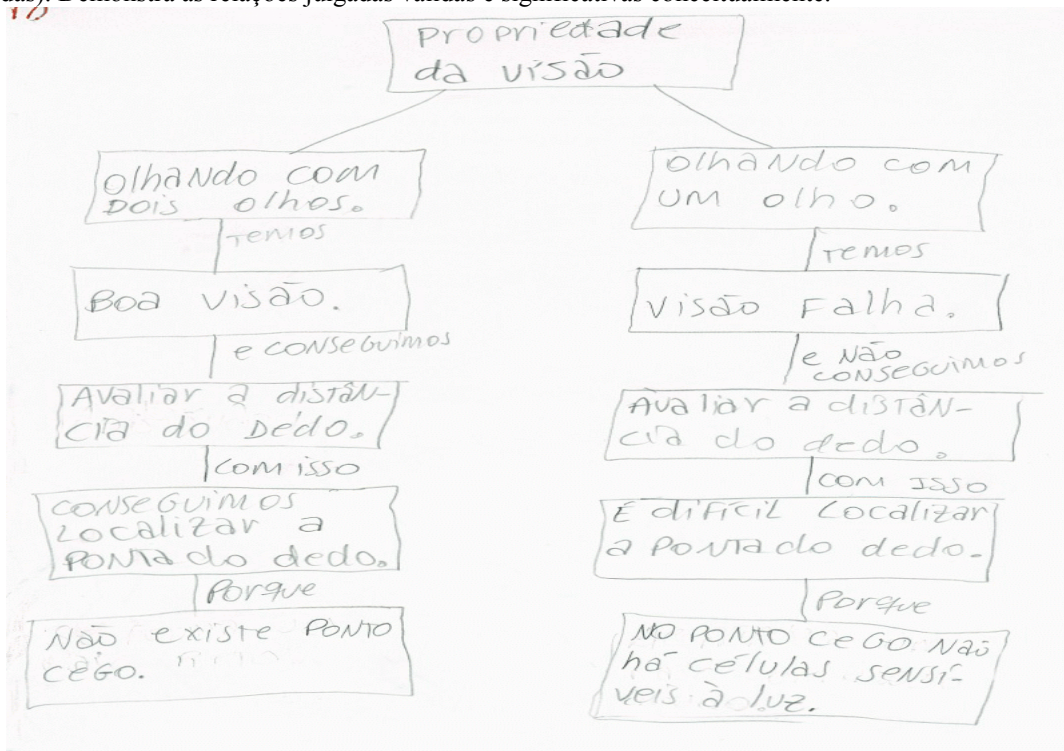 das). Demonstra as relações julgadas válidas e significativas conceitualmente.
10
Propriedade
da visão
olhando com
Dois olhos.
Temos
Boa visão.
e conseguimos
Avaliar a distân-
cia do Dedo.
com isso
conseguimos
Localizar a
Ponta do dedo.
Porque
Não existe Ponto
cego.
olhando com
um olho.
Temos
Visão Falha.
e Não
conseguimos
Avaliar a distân-
cia do dedo.
com isso
É difícil Localizar
a Ponta do dedo.
Porque
No Ponto cego Não
há células sensí-
veis à luz.